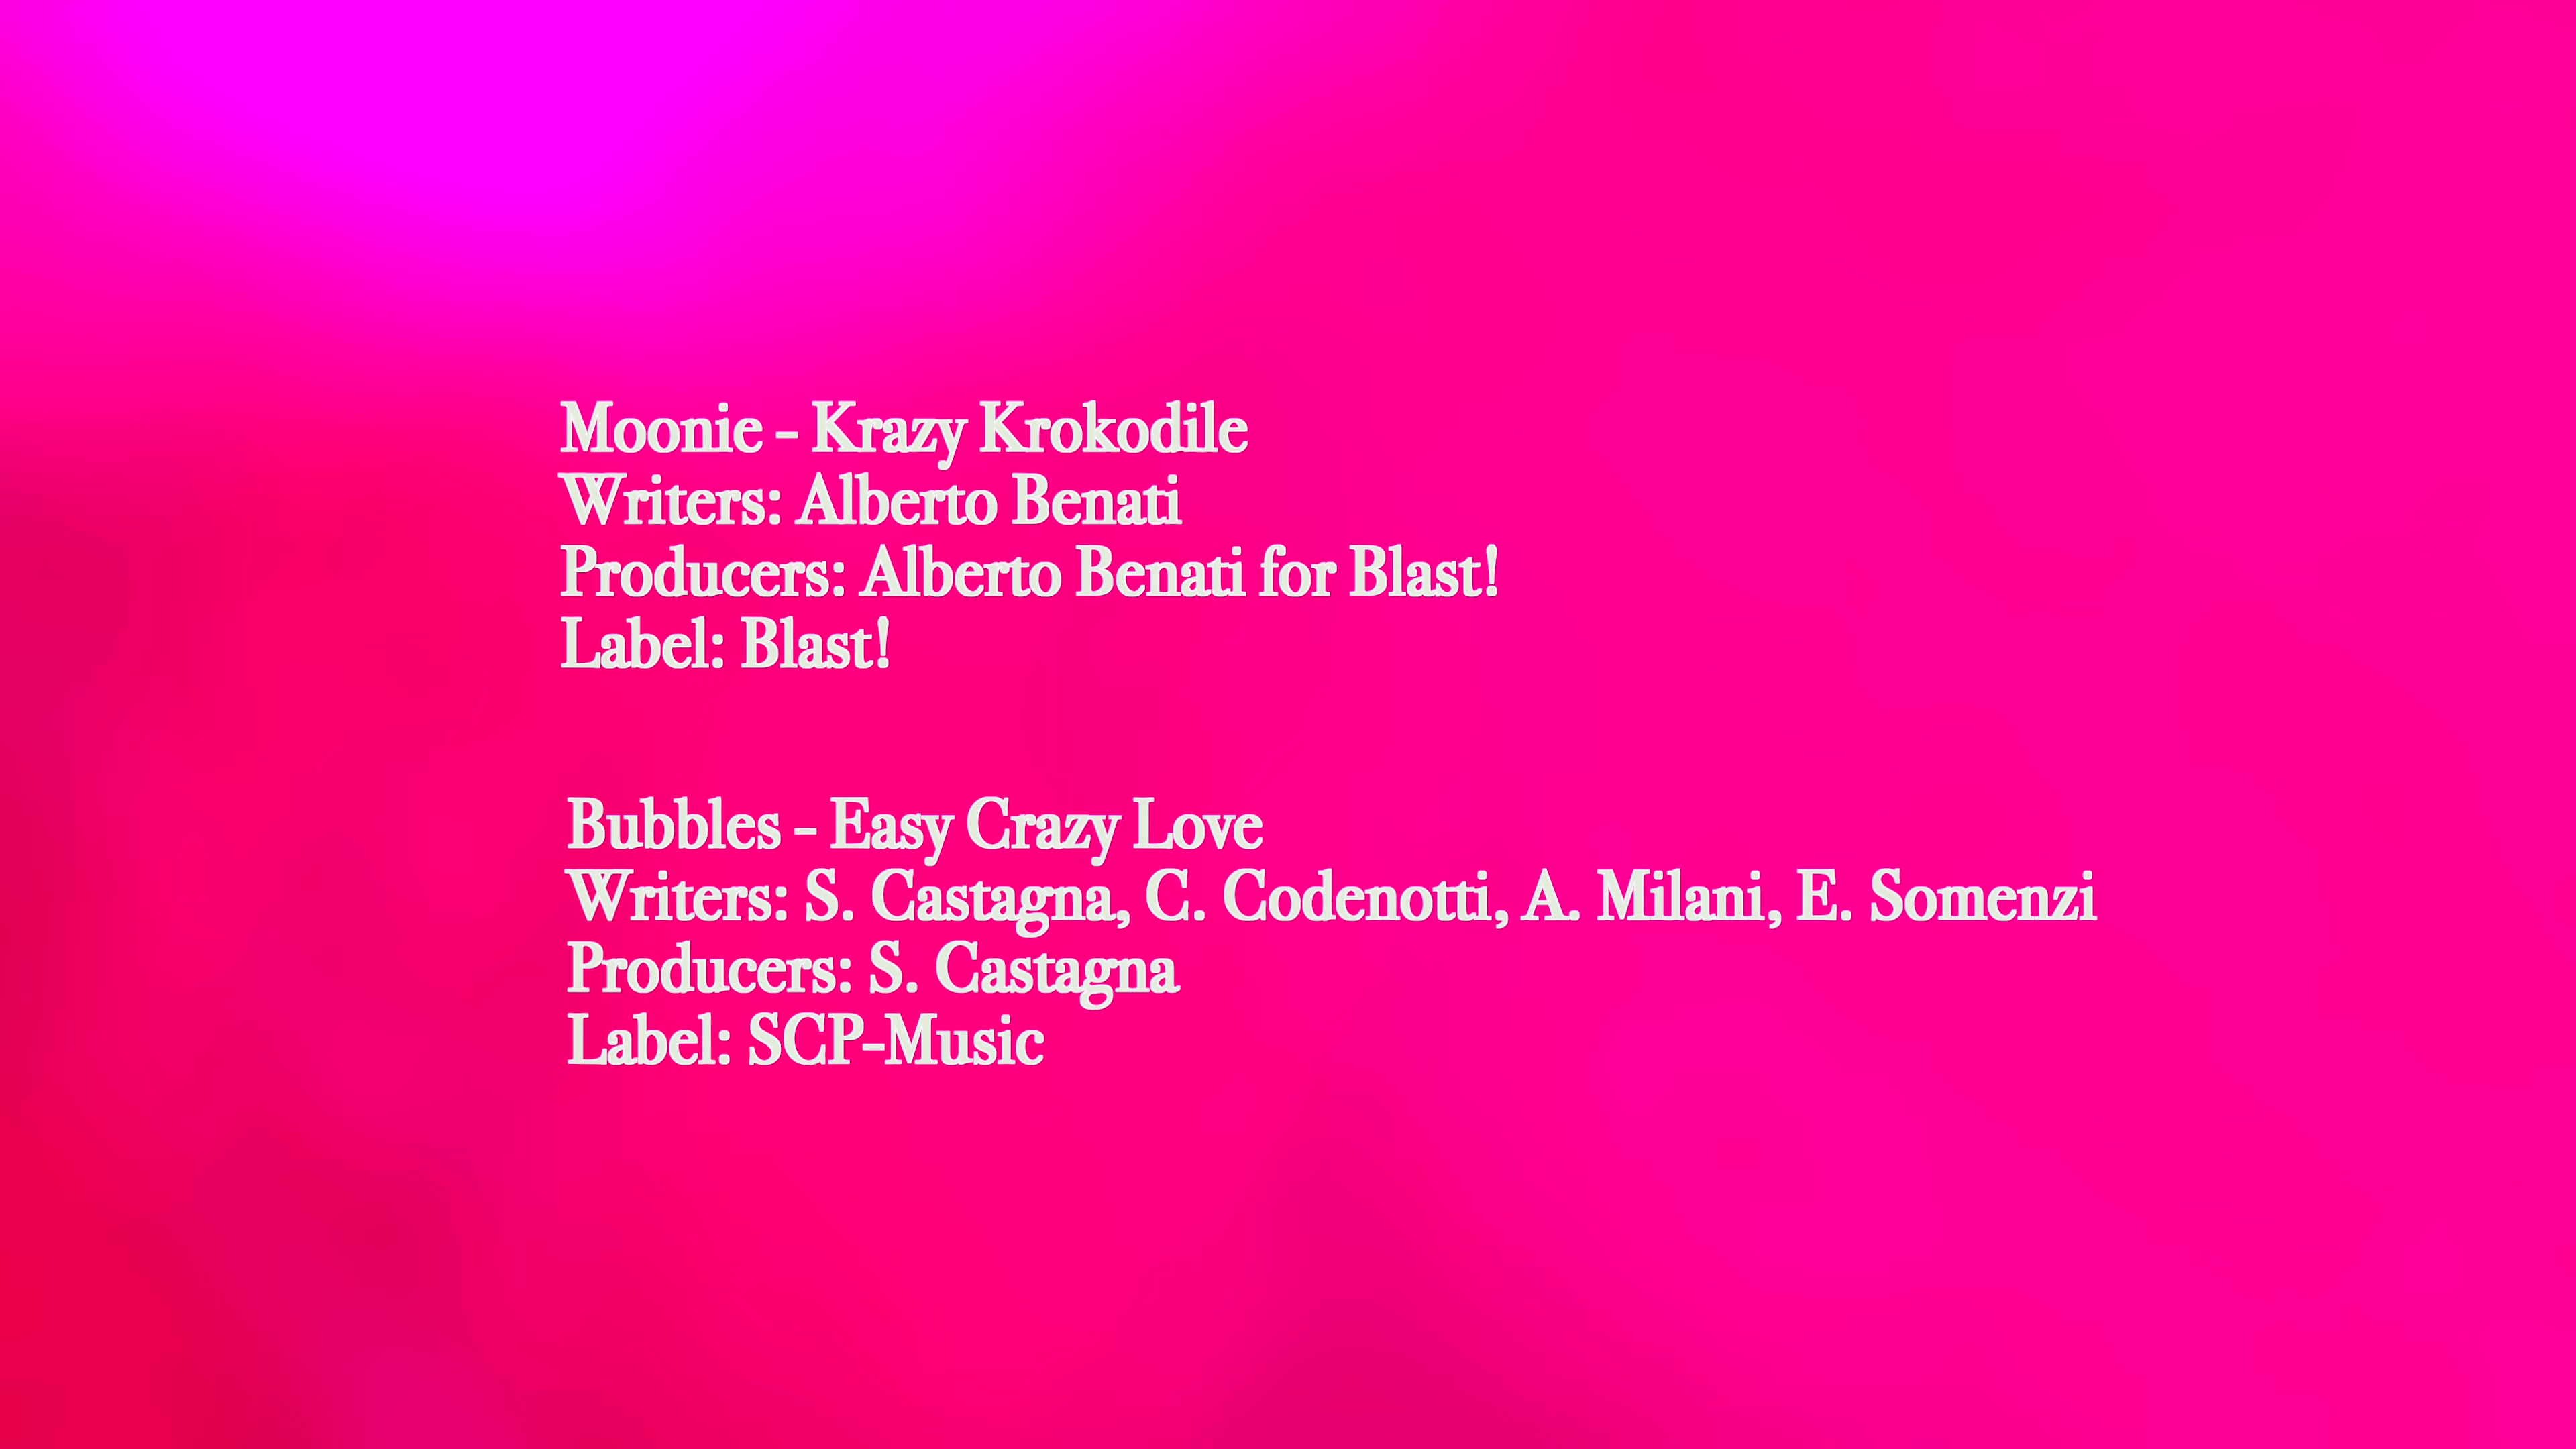 Moonie - Krazy Krokodile
Writers: Alberto Benati
Producers: Alberto Benati for Blast!
Label: Blast!
Bubbles - Easy Crazy Love
Writers: S. Castagna, C. Codenotti, A. Milani, E. Somenzi
Producers: S. Castagna
Label: SCP-Music